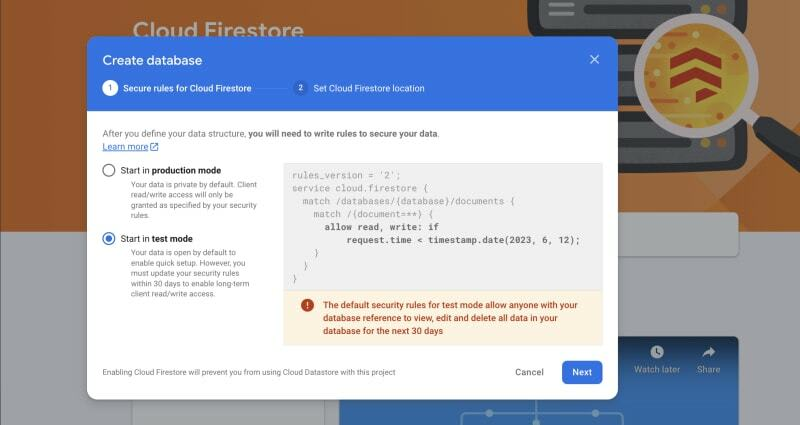 Cloud Firestore
Create database
1 Secure rules for Cloud Firestore
2 Set Cloud Firestore location
After you define your data structure, you will need to write rules to secure your data.
Learn more
Start in production mode
Your data is private by default. Client
read/write access will only be
granted as specified by your security
rules.
Start in test mode
Your data is open by default to
enable quick setup. However, you
must update your security rules
within 30 days to enable long-term
client read/write access.
rules_version = '2';
service cloud.firestore {
match /databases/{database}/documents {
match /{document=**} {
allow read, write: if
request.time < timestamp.date(2023, 6, 12);
}
}
}
The default security rules for test mode allow anyone with your
database reference to view, edit and delete all data in your
database for the next 30 days
Enabling Cloud Firestore will prevent you from using Cloud Datastore with this project
Cancel
Next
Watch later
Share